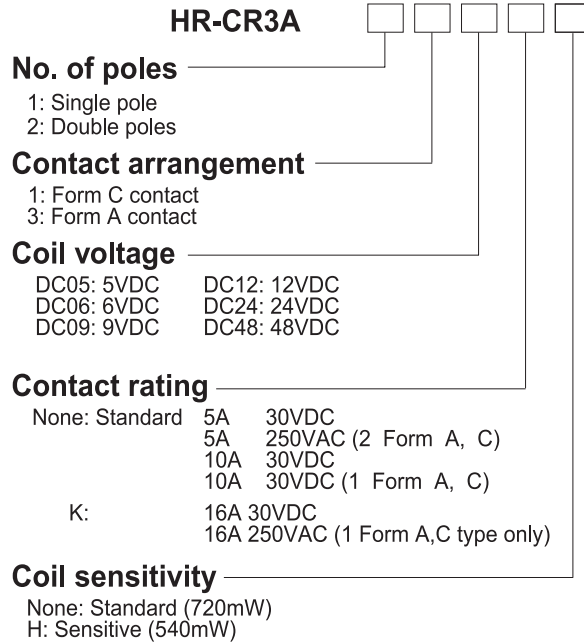 HR-CR3A
No. of poles
1: Single pole
2: Double poles
Contact arrangement
1: Form C contact
3: Form A contact
Coil voltage
DC05: 5VDC DC12: 12VDC
DC06: 6VDC DC24: 24VDC
DC09: 9VDC DC48: 48VDC
Contact rating
None: Standard 5A 30VDC
5A 250VAC (2 Form A, C)
10A 30VDC
10A 30VDC (1 Form A, C)
K: 16A 30VDC
16A 250VAC (1 Form A,C type only)
Coil sensitivity
None: Standard (720mW)
H: Sensitive (540mW)